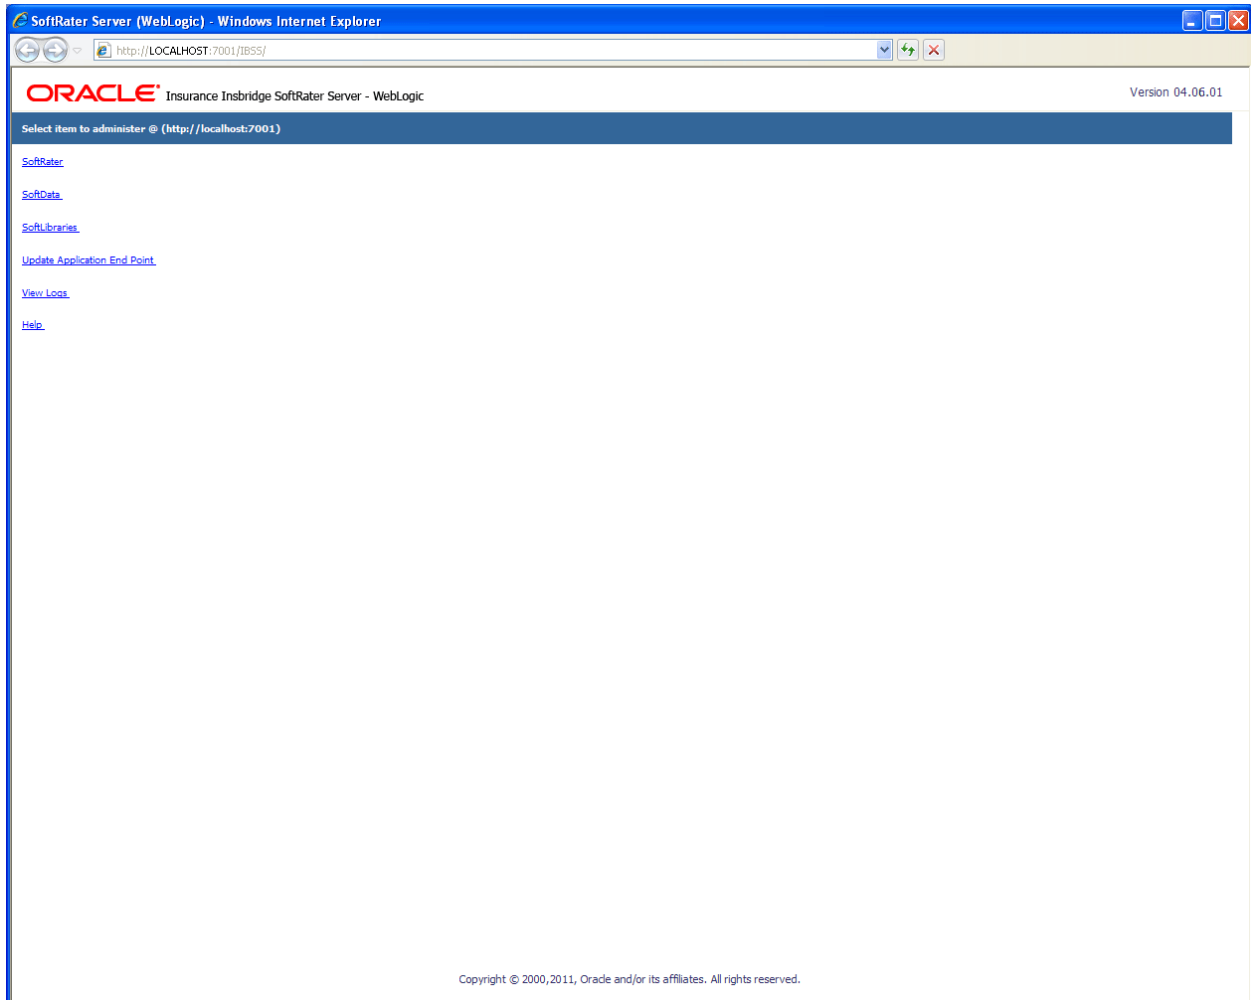 SoftRater Server (WebLogic) - Windows Internet Explorer
http://LOCALHOST:7001/IBSS/
ORACLE Insurance Insbridge SoftRater Server - WebLogic
Version 04.06.01
Select item to administer @ (http://localhost:7001)
SoftRater
SoftData
SoftLibraries
Update Application End Point
View Logs
Help
Copyright © 2000,2011, Oracle and/or its affiliates. All rights reserved.